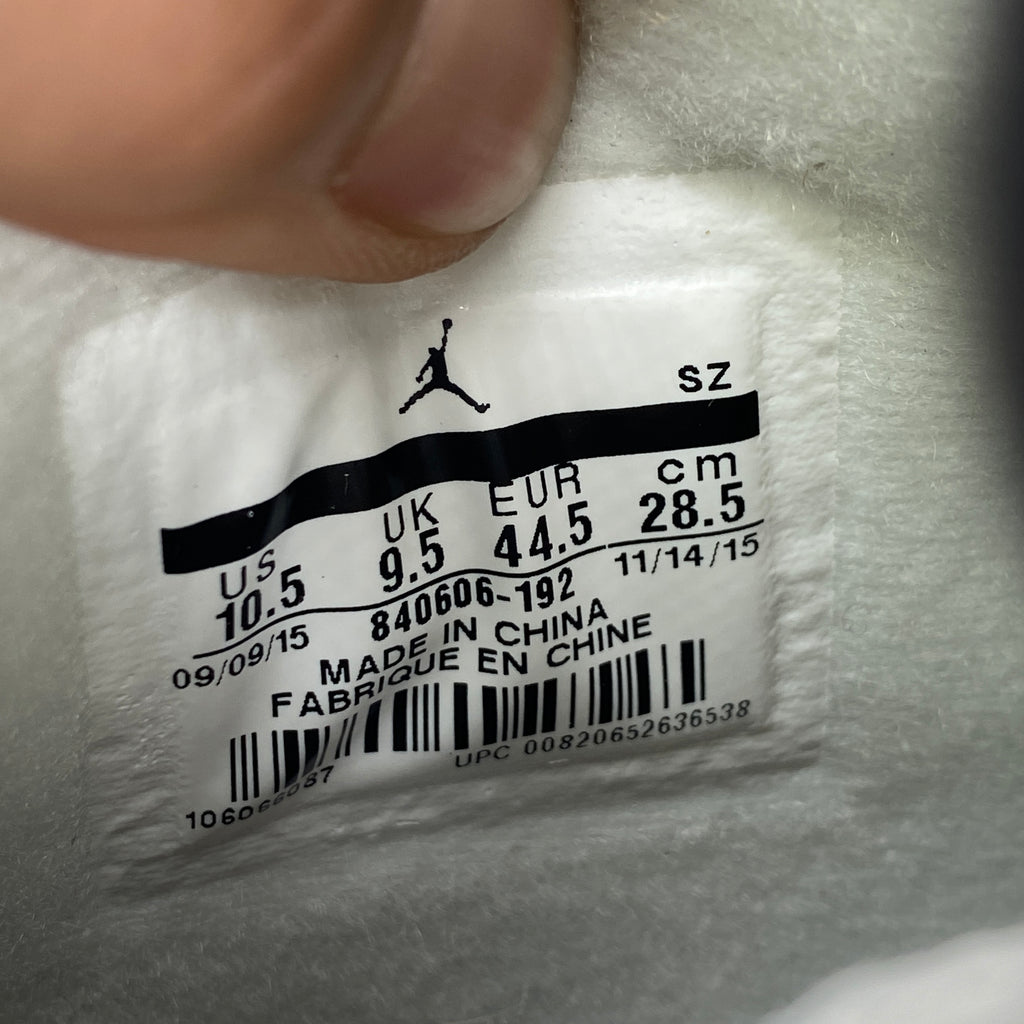 SZ
US UK EUR cm
10.5 9.5 44.5 28.5
09/09/15 840606-192 11/14/15
MADE IN CHINA
FABRIQUE EN CHINE
UPC 00820652636538